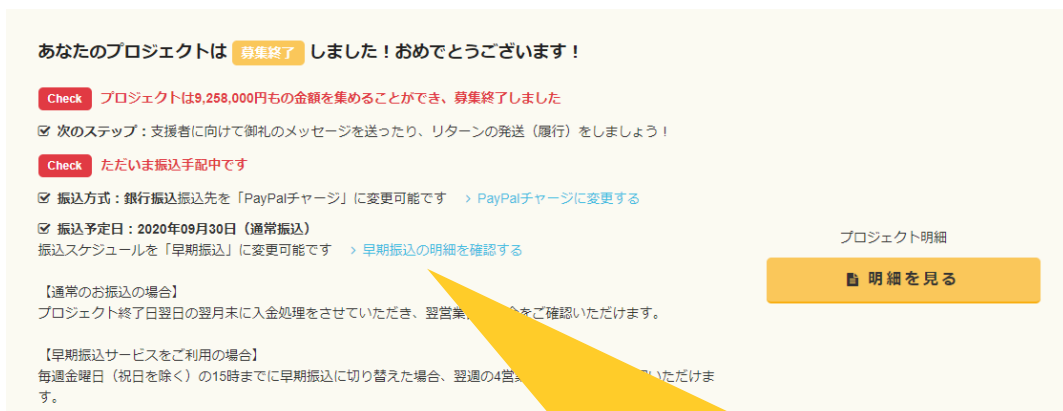 あなたのプロジェクトは 募集終了 しました！おめでとうございます！
Check プロジェクトは9,258,000円もの金額を集めることができ、募集終了しました
次のステップ：支援者に向けて御礼のメッセージを送ったり、リターンの発送（履行）をしましょう！
Check ただいま振込手配中です
振込方式：銀行振込振込先を「PayPalチャージ」に変更可能です > PayPalチャージに変更する
振込予定日：2020年09月30日（通常振込）
振込スケジュールを「早期振込」に変更可能です > 早期振込の明細を確認する
プロジェクト明細
明細を見る
【通常のお振込の場合】
プロジェクト終了日翌日の翌月末に入金処理をさせていただき、翌営業 をご確認いただけます。
【早期振込サービスをご利用の場合】
毎週金曜日（祝日を除く）の15時までに早期振込に切り替えた場合、翌週の4営 いただけま
す。